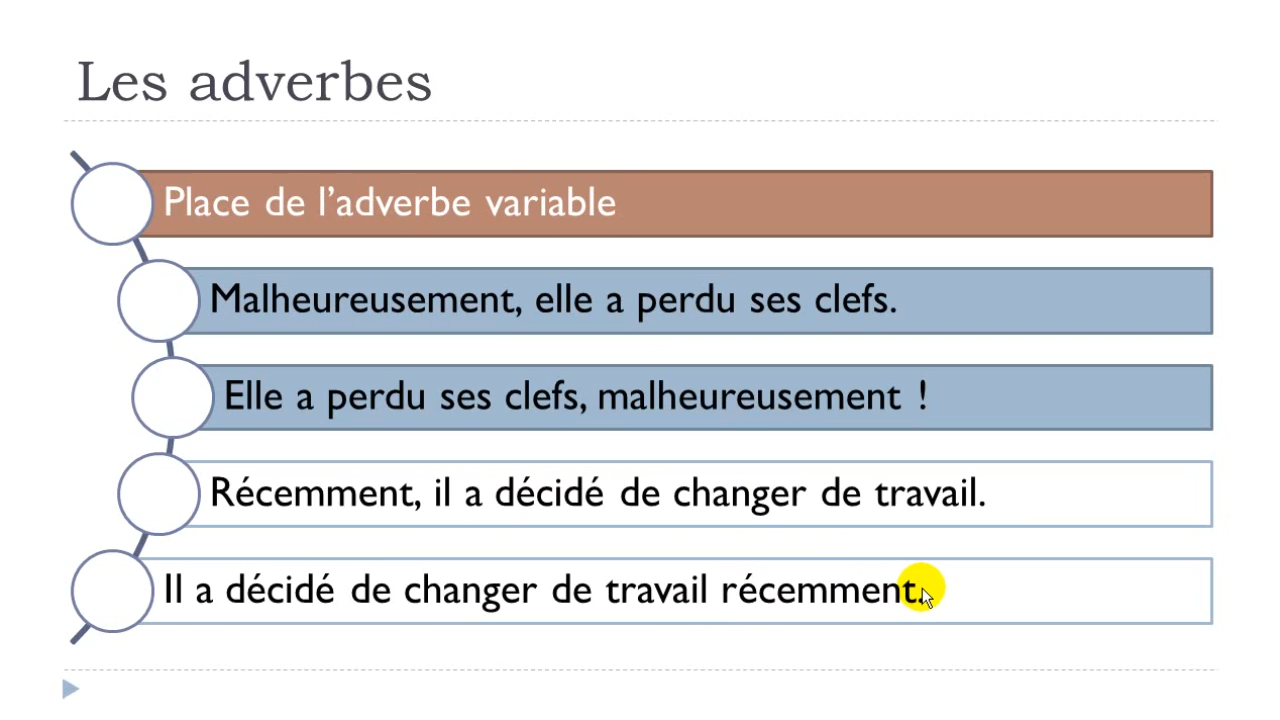 Les adverbes
Place de l’adverbe variable
Malheureusement, elle a perdu ses clefs.
Elle a perdu ses clefs, malheureusement !
Récemment, il a décidé de changer de travail.
Il a décidé de changer de travail récemment.